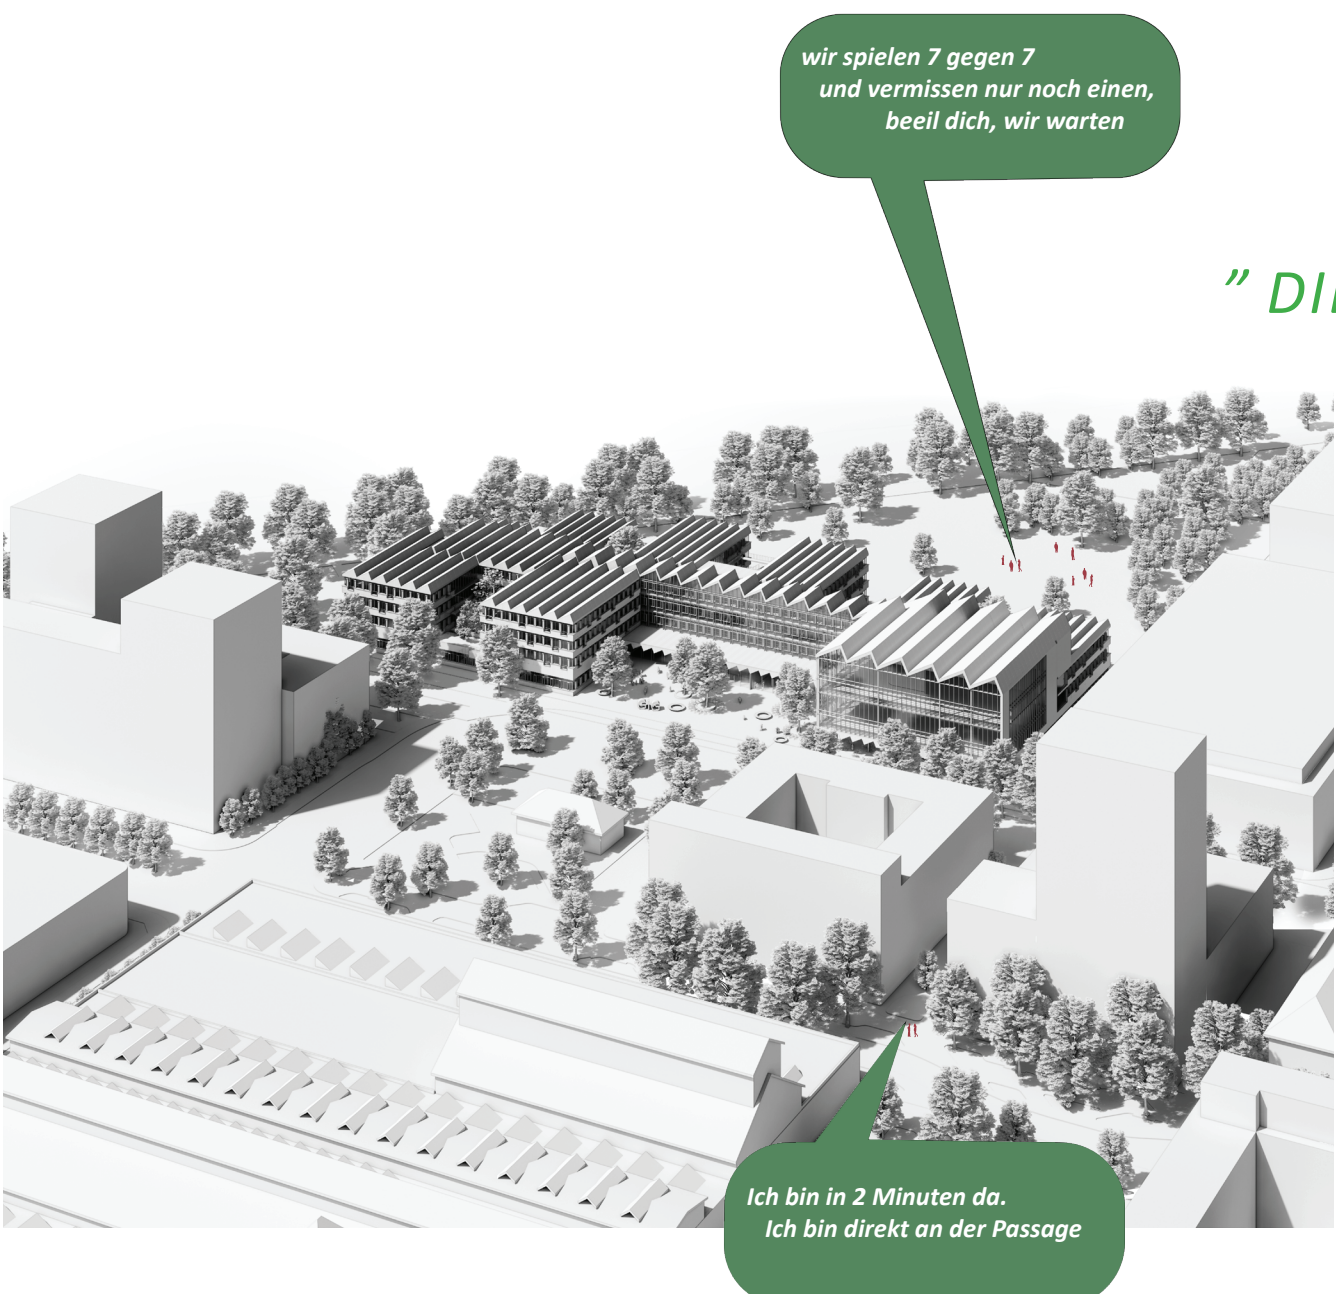 wir spielen 7 gegen 7
und vermissen nur noch einen,
beeil dich, wir warten
” DI
Ich bin in 2 Minuten da.
Ich bin direkt an der Passage